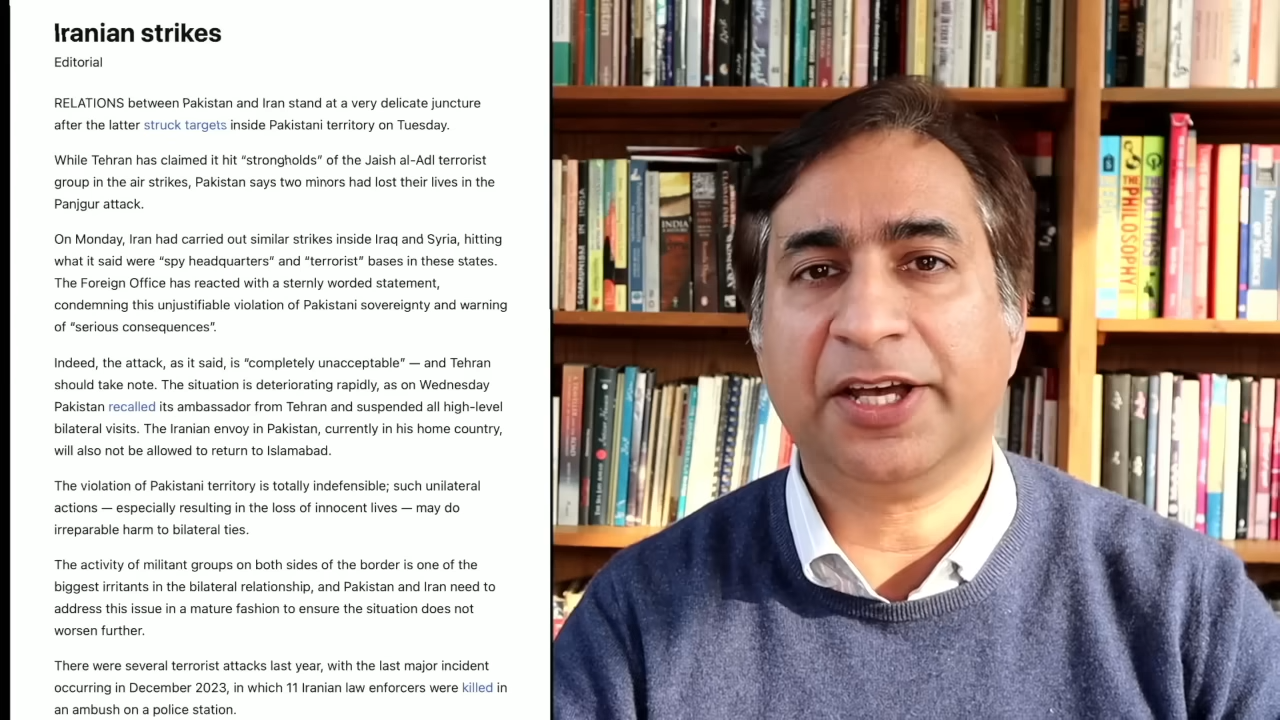 Iranian strikes
Editorial
RELATIONS between Pakistan and Iran stand at a very delicate juncture
after the latter struck targets inside Pakistani territory on Tuesday.
While Tehran has claimed it hit “strongholds” of the Jaish al-Adl terrorist
group in the air strikes, Pakistan says two minors had lost their lives in the
Panjgur attack.
On Monday, Iran had carried out similar strikes inside Iraq and Syria, hitting
what it said were “spy headquarters” and “terrorist” bases in these states.
The Foreign Office has reacted with a sternly worded statement,
condemning this unjustifiable violation of Pakistani sovereignty and warning
of “serious consequences”.
Indeed, the attack, as it said, is “completely unacceptable” — and Tehran
should take note. The situation is deteriorating rapidly, as on Wednesday
Pakistan recalled its ambassador from Tehran and suspended all high-level
bilateral visits. The Iranian envoy in Pakistan, currently in his home country,
will also not be allowed to return to Islamabad.
The violation of Pakistani territory is totally indefensible; such unilateral
actions — especially resulting in the loss of innocent lives — may do
irreparable harm to bilateral ties.
The activity of militant groups on both sides of the border is one of the
biggest irritants in the bilateral relationship, and Pakistan and Iran need to
address this issue in a mature fashion to ensure the situation does not
worsen further.
There were several terrorist attacks last year, with the last major incident
occurring in December 2023, in which 11 Iranian law enforcers were killed in
an ambush on a police station.
INDIA
THE PHILOSOPHY
THE POLITICS